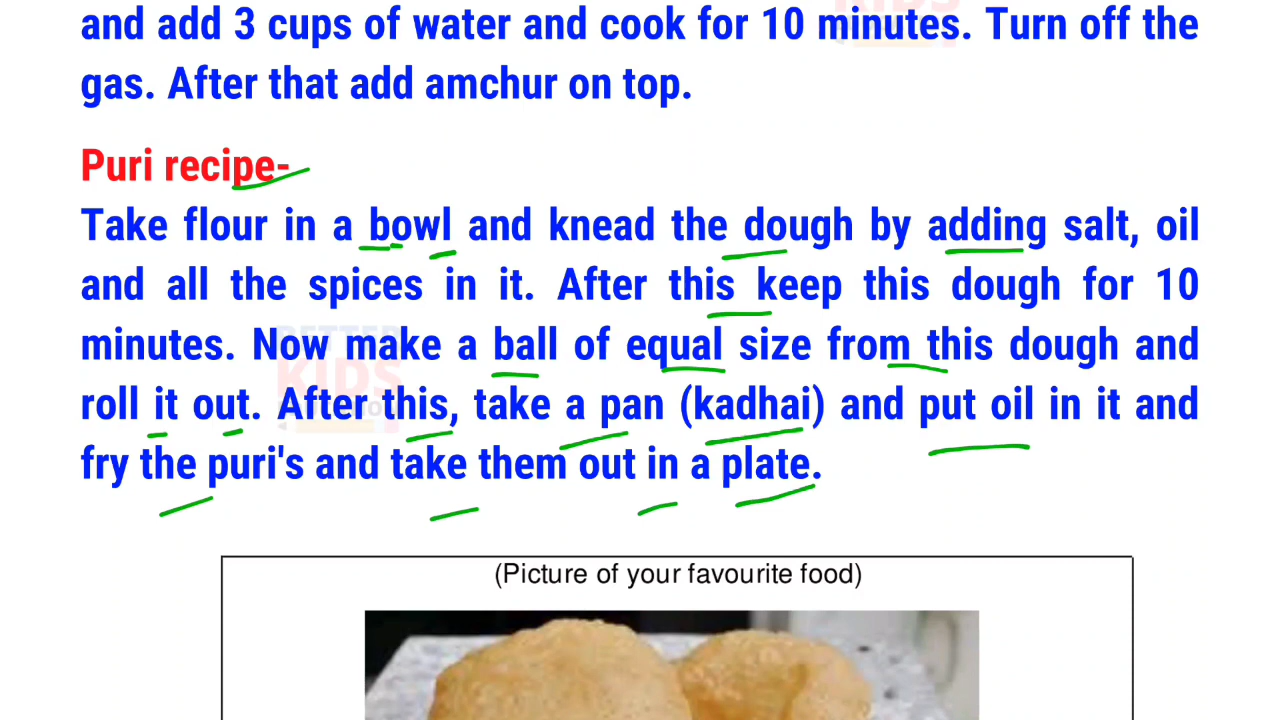 and add 3 cups of water and cook for 10 minutes. Turn off the
gas. After that add amchur on top.
Puri recipe-
Take flour in a bowl and knead the dough by adding salt, oil
and all the spices in it. After this keep this dough for 10
minutes. Now make a ball of equal size from this dough and
roll it out. After this, take a pan (kadhai) and put oil in it and
fry the puri's and take them out in a plate.
(Picture of your favourite food)